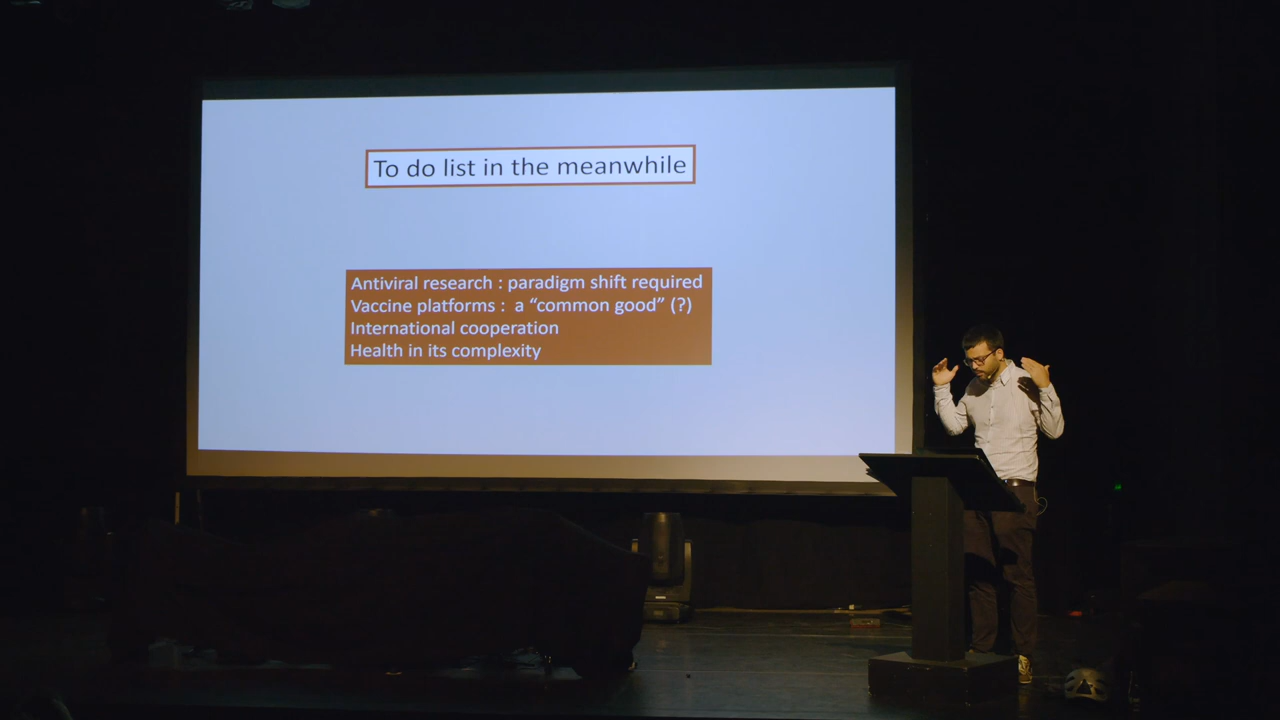 To do list in the meanwhile
Antiviral research : paradigm shift required
Vaccine platforms :  a “common good” (?)
International cooperation
Health in its complexity